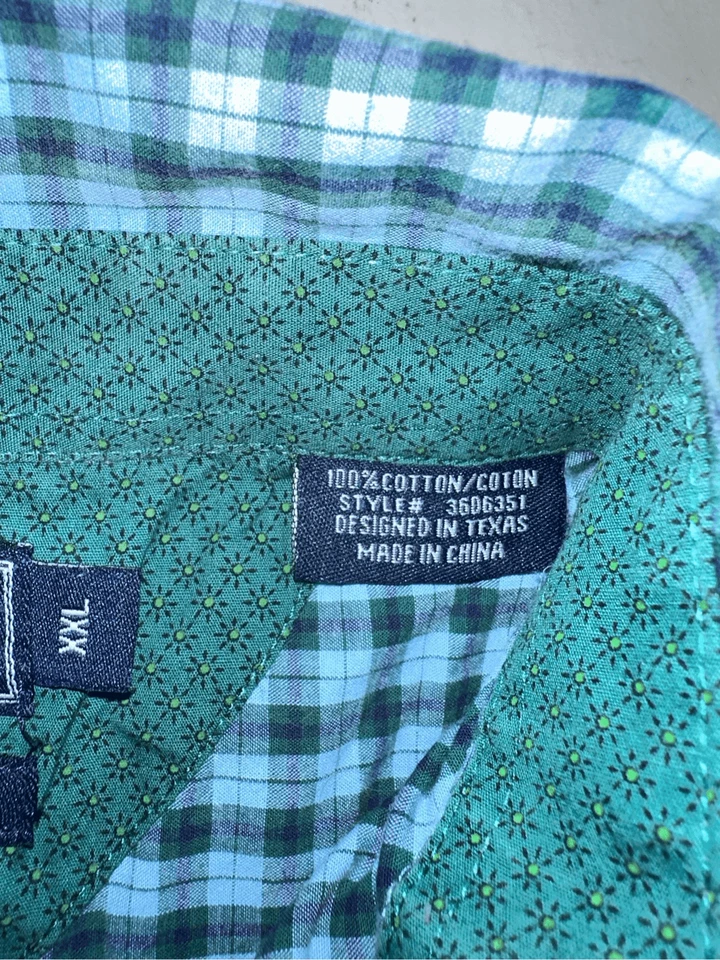 100%COTTON/COTON
STYLE# 3606351
DESIGNED IN TEXAS
MADE IN CHINA
XXL